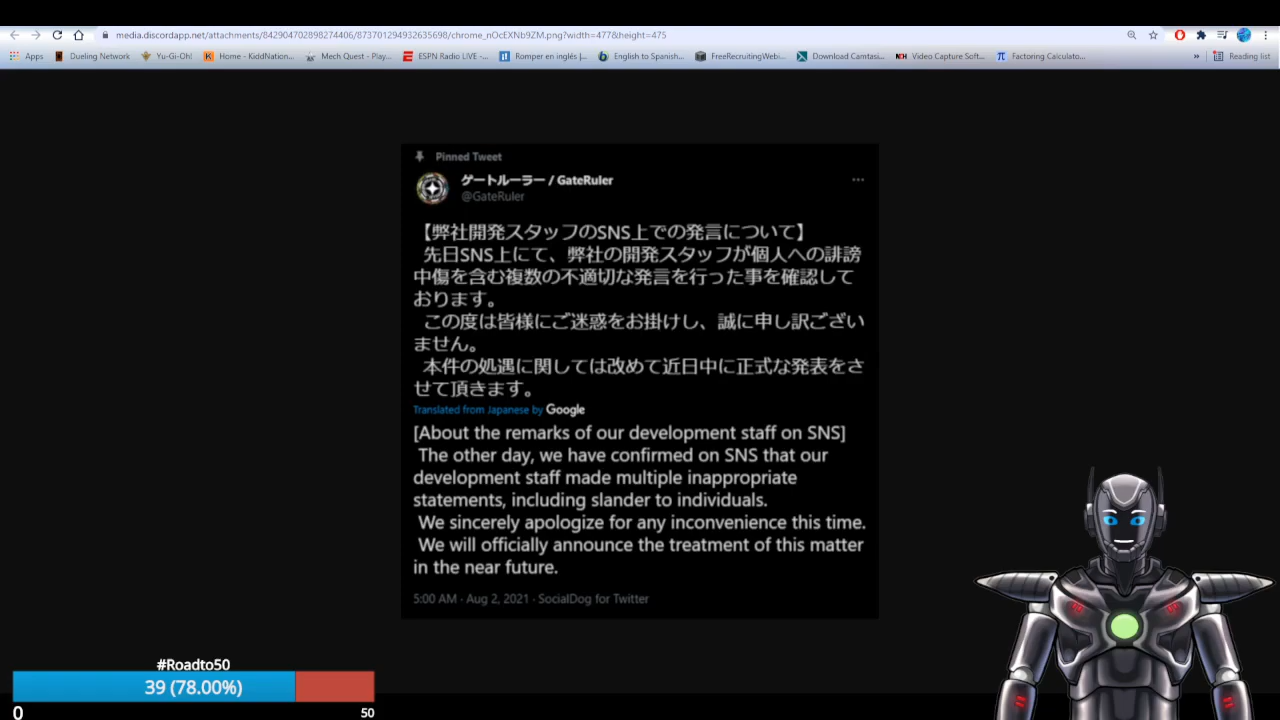 media.discordapp.net/attachments/842904702898274406/873701294932635698/chrome_nOcEXNb9ZM.png?width=477&height=475
Apps Dueling Network Yu-Gi-Oh! Home - KiddNation... Mech Quest - Play... ESPN Radio LIVE -... Romper en inglés |... English to Spanish... FreeRecruitingWebi... Download Camtasi... Video Capture Soft... Factoring Calculato... » Reading list
Pinned Tweet
ゲートルーラー / GateRuler
@GateRuler
【弊社開発スタッフのSNS上での発言について】
先日SNS上にて、弊社の開発スタッフが個人への誹謗
中傷を含む複数の不適切な発言を行った事を確認して
おります。
この度は皆様にご迷惑をお掛けし、誠に申し訳ござい
ません。
本件の処遇に関しては改めて近日中に正式な発表をさ
せて頂きます。
Translated from Japanese by Google
[About the remarks of our development staff on SNS]
The other day, we have confirmed on SNS that our
development staff made multiple inappropriate
statements, including slander to individuals.
We sincerely apologize for any inconvenience this time.
We will officially announce the treatment of this matter
in the near future.
5:00 AM · Aug 2, 2021 · SocialDog for Twitter
#Roadto50
39 (78.00%)
0 50